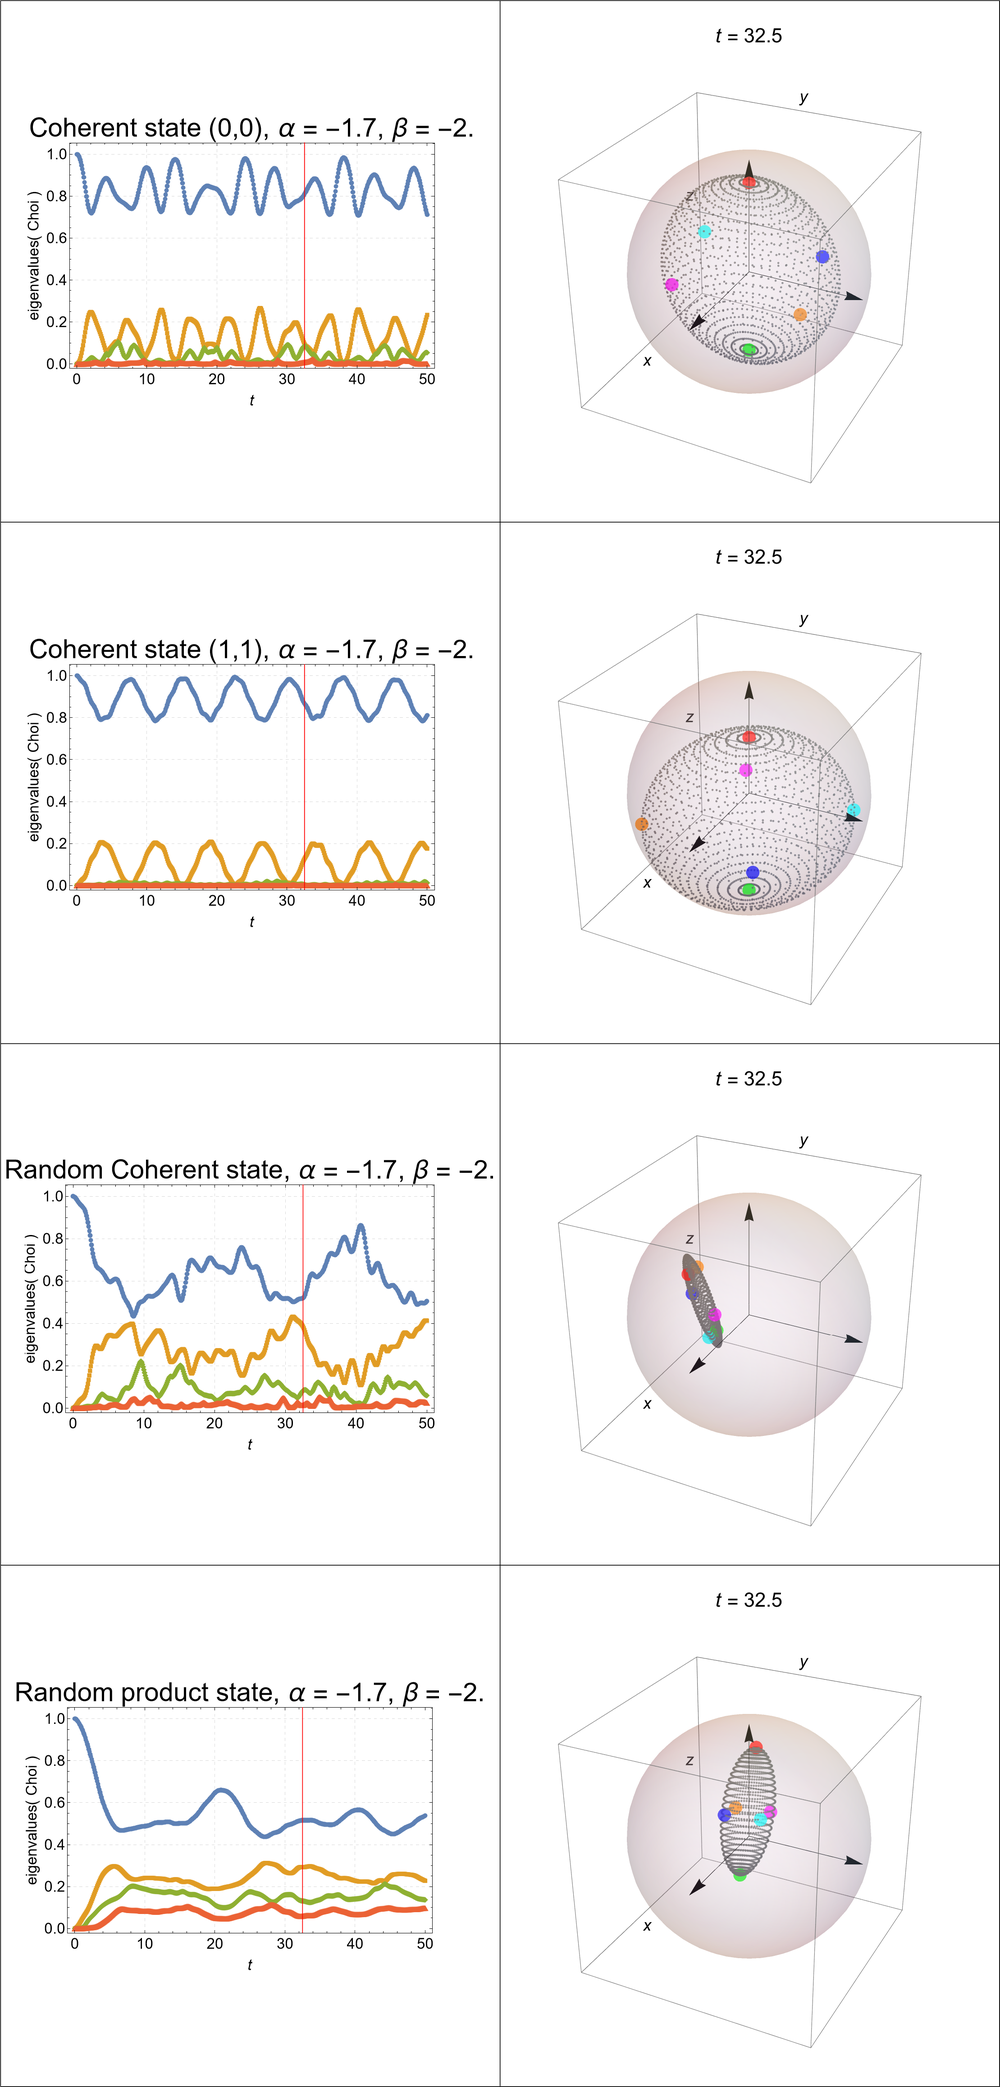 t = 32.5
Coherent state (0,0), α = −1.7, β = −2.
eigenvalues( Choi )
1.0
0.8
0.6
0.4
0.2
0.0
0 10 20 30 40 50
t
y
z
x
t = 32.5
Coherent state (1,1), α = −1.7, β = −2.
eigenvalues( Choi )
1.0
0.8
0.6
0.4
0.2
0.0
0 10 20 30 40 50
t
y
z
x
t = 32.5
Random Coherent state, α = −1.7, β = −2.
eigenvalues( Choi )
1.0
0.8
0.6
0.4
0.2
0.0
0 10 20 30 40 50
t
y
z
x
t = 32.5
Random product state, α = −1.7, β = −2.
eigenvalues( Choi )
1.0
0.8
0.6
0.4
0.2
0.0
0 10 20 30 40 50
t
y
z
x